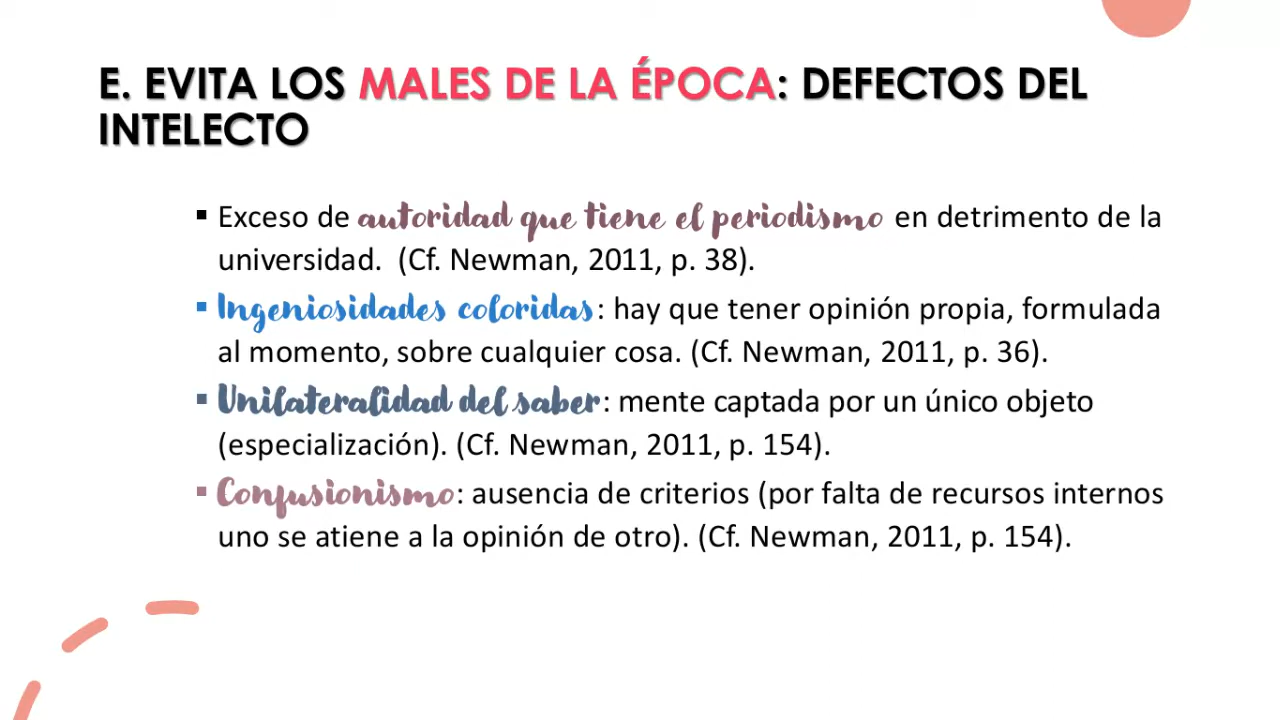 E. EVITA LOS MALES DE LA ÉPOCA: DEFECTOS DEL
INTELECTO
▪ Exceso de autoridad que tiene el periodismo en detrimento de la
universidad. (Cf. Newman, 2011, p. 38).
▪ Ingeniosidades coloridas: hay que tener opinión propia, formulada
al momento, sobre cualquier cosa. (Cf. Newman, 2011, p. 36).
▪ Unilateralidad del saber: mente captada por un único objeto
(especialización). (Cf. Newman, 2011, p. 154).
▪ Confusionismo: ausencia de criterios (por falta de recursos internos
uno se atiene a la opinión de otro). (Cf. Newman, 2011, p. 154).